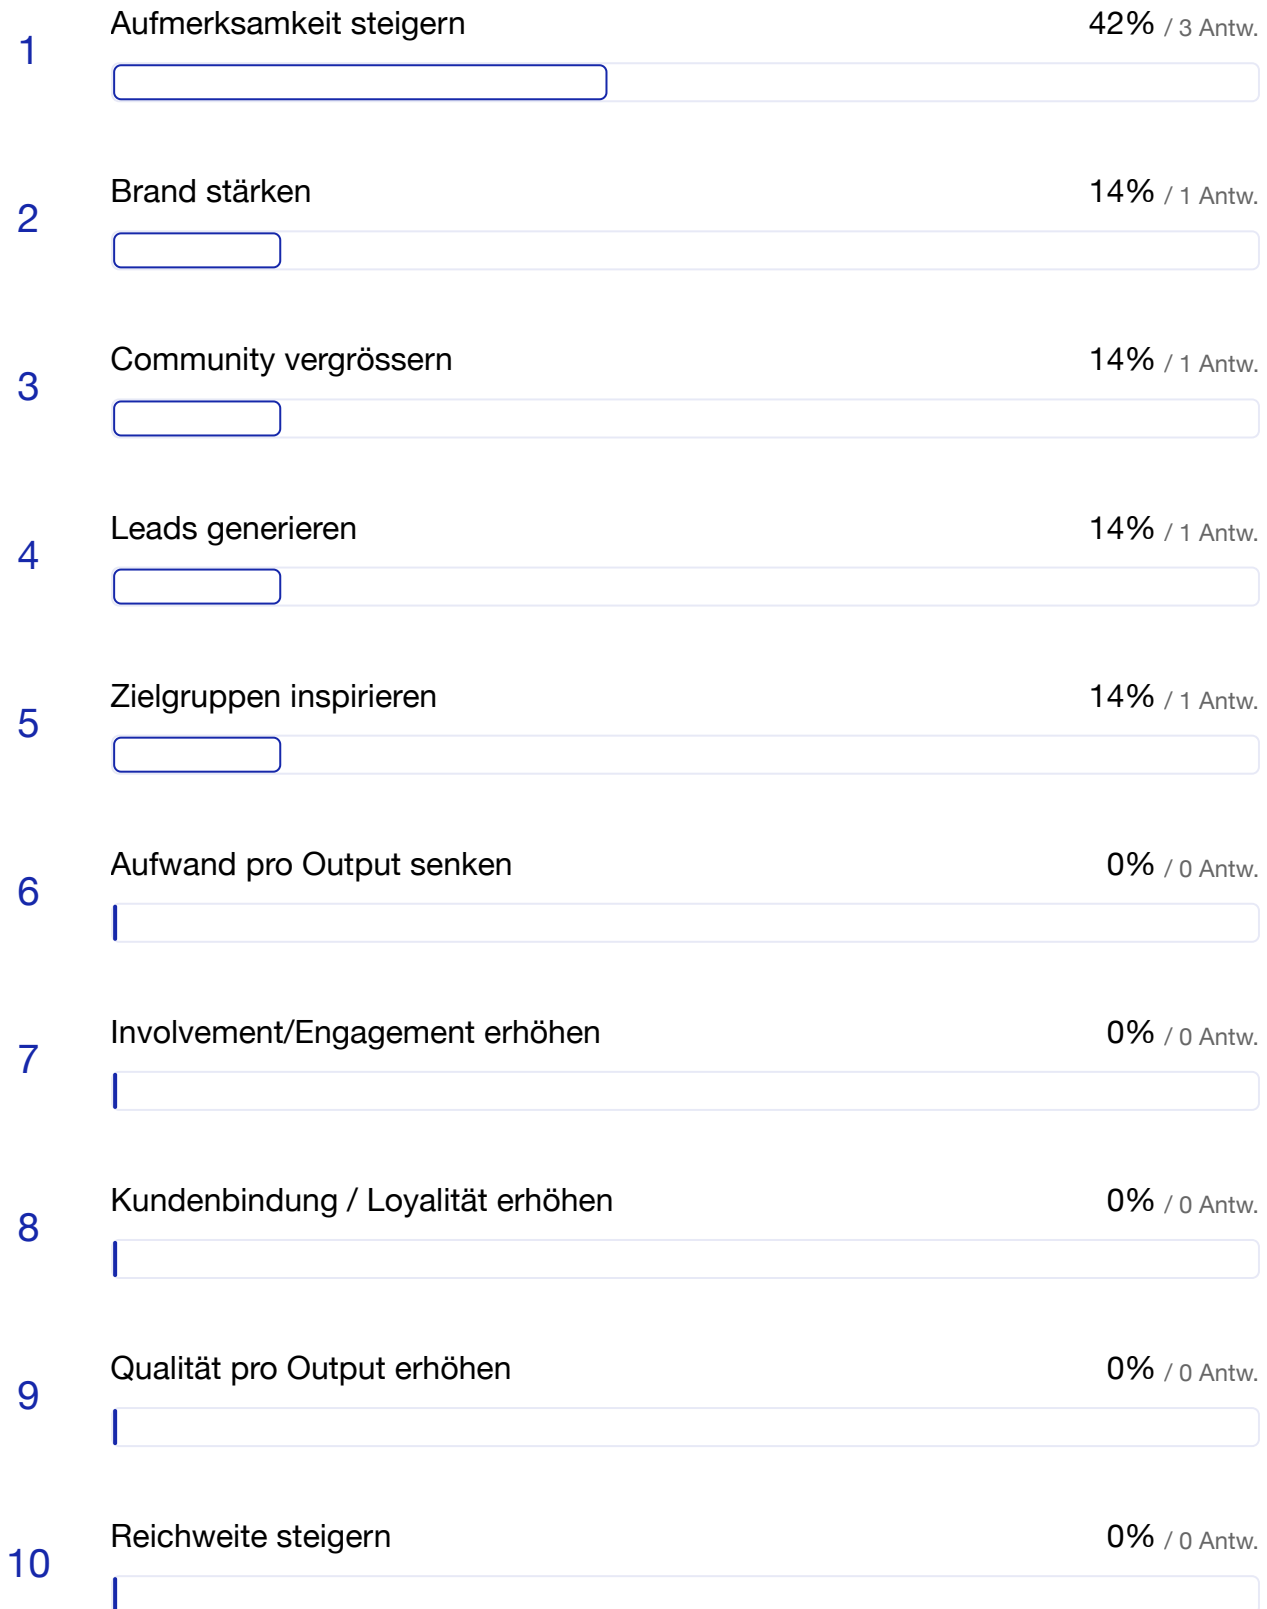 1
Aufmerksamkeit steigern 42% / 3 Antw.
2
Brand stärken 14% / 1 Antw.
3
Community vergrössern 14% / 1 Antw.
4
Leads generieren 14% / 1 Antw.
5
Zielgruppen inspirieren 14% / 1 Antw.
6
Aufwand pro Output senken 0% / 0 Antw.
7
Involvement/Engagement erhöhen 0% / 0 Antw.
8
Kundenbindung / Loyalität erhöhen 0% / 0 Antw.
9
Qualität pro Output erhöhen 0% / 0 Antw.
10
Reichweite steigern 0% / 0 Antw.